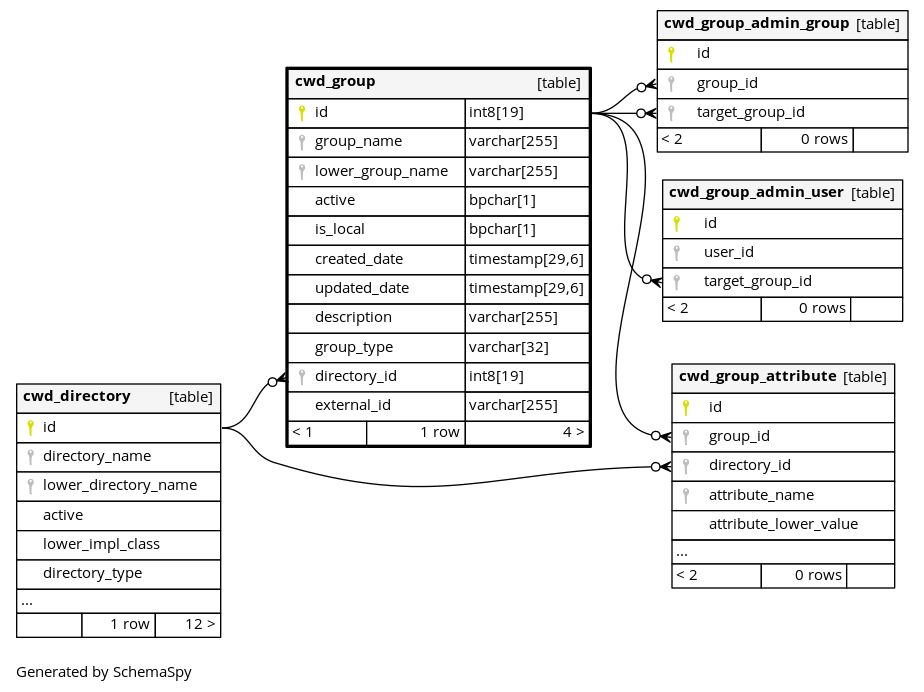 cwd_group_admin_group [table]
id
group_id
target_group_id
< 2 0 rows
cwd_group [table]
id int8[19]
group_name varchar[255]
lower_group_name varchar[255]
active bpchar[1]
is_local bpchar[1]
created_date timestamp[29,6]
updated_date timestamp[29,6]
description varchar[255]
group_type varchar[32]
directory_id int8[19]
external_id varchar[255]
< 1 1 row 4 >
cwd_group_admin_user [table]
id
user_id
target_group_id
< 2 0 rows
cwd_group_attribute [table]
id
group_id
directory_id
attribute_name
attribute_lower_value
...
< 2 0 rows
cwd_directory [table]
id
directory_name
lower_directory_name
active
lower_impl_class
directory_type
...
1 row 12 >
Generated by SchemaSpy